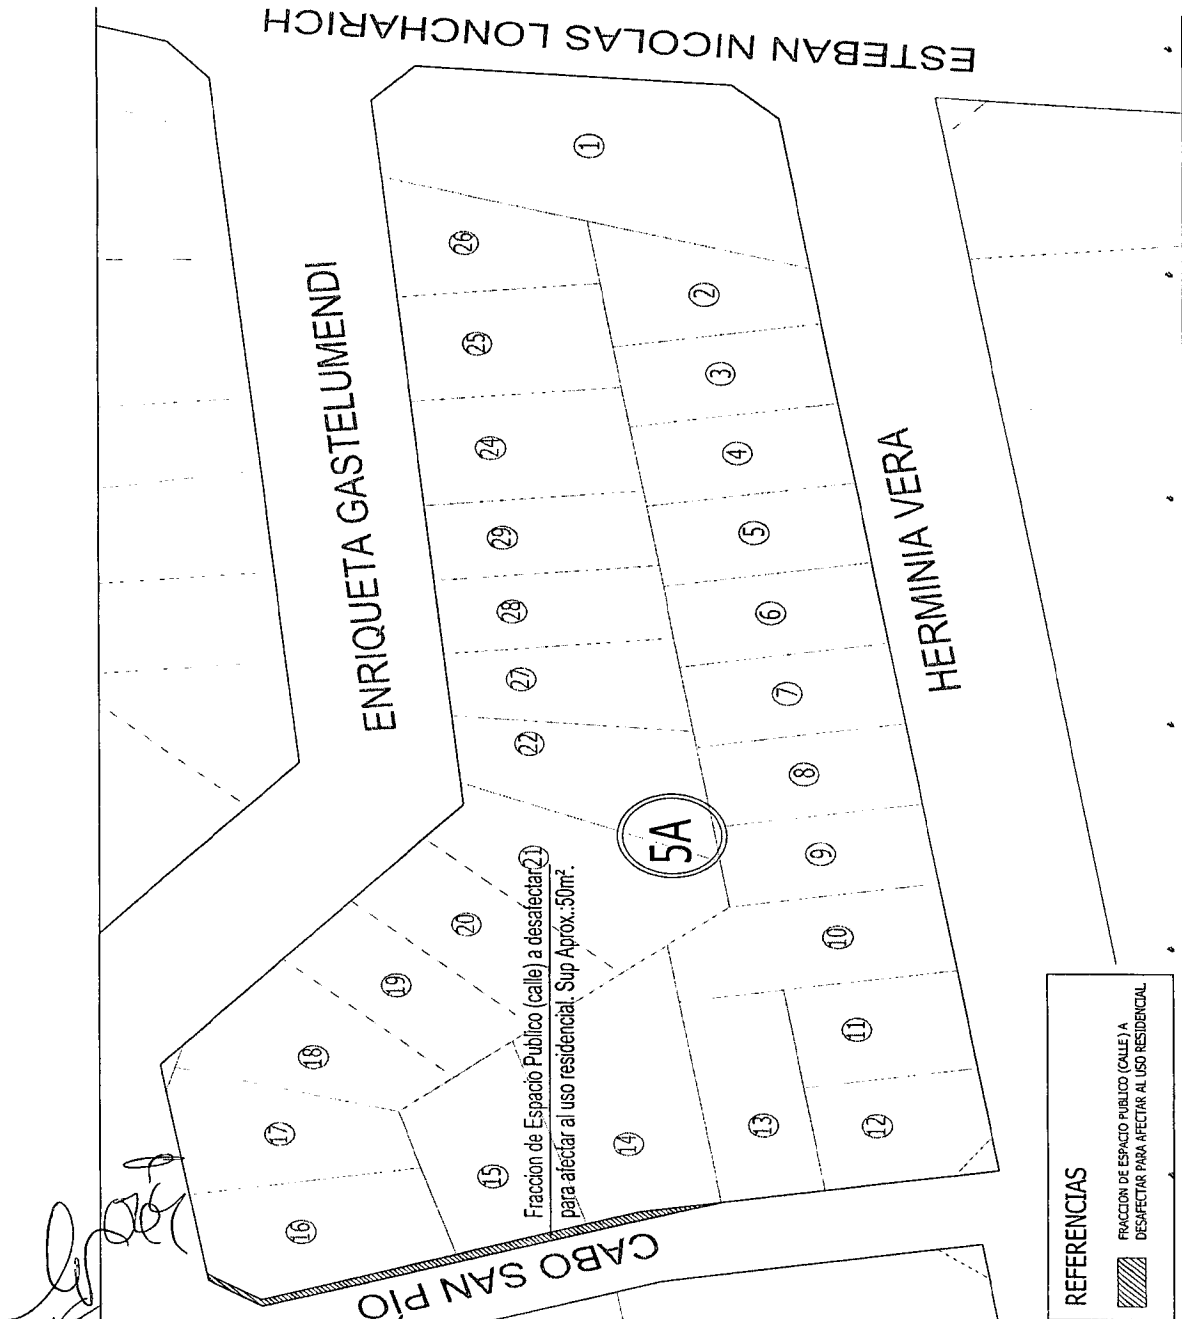 ESTEBAN NICOLAS LONCHARICH
ENRIQUETA GASTELUMENDI
HERMINIA VERA
CABO SAN PÍO
5A
1
2
3
4
5
6
7
8
9
10
11
12
13
14
15
16
17
18
19
20
21
22
27
28
29
24
25
26
Fraccion de Espacio Publico (calle) a desafectar
para afectar al uso residencial. Sup Aprox.:50m².
REFERENCIAS
FRACCION DE ESPACIO PUBLICO (CALLE) A
DESAFECTAR PARA AFECTAR AL USO RESIDENCIAL